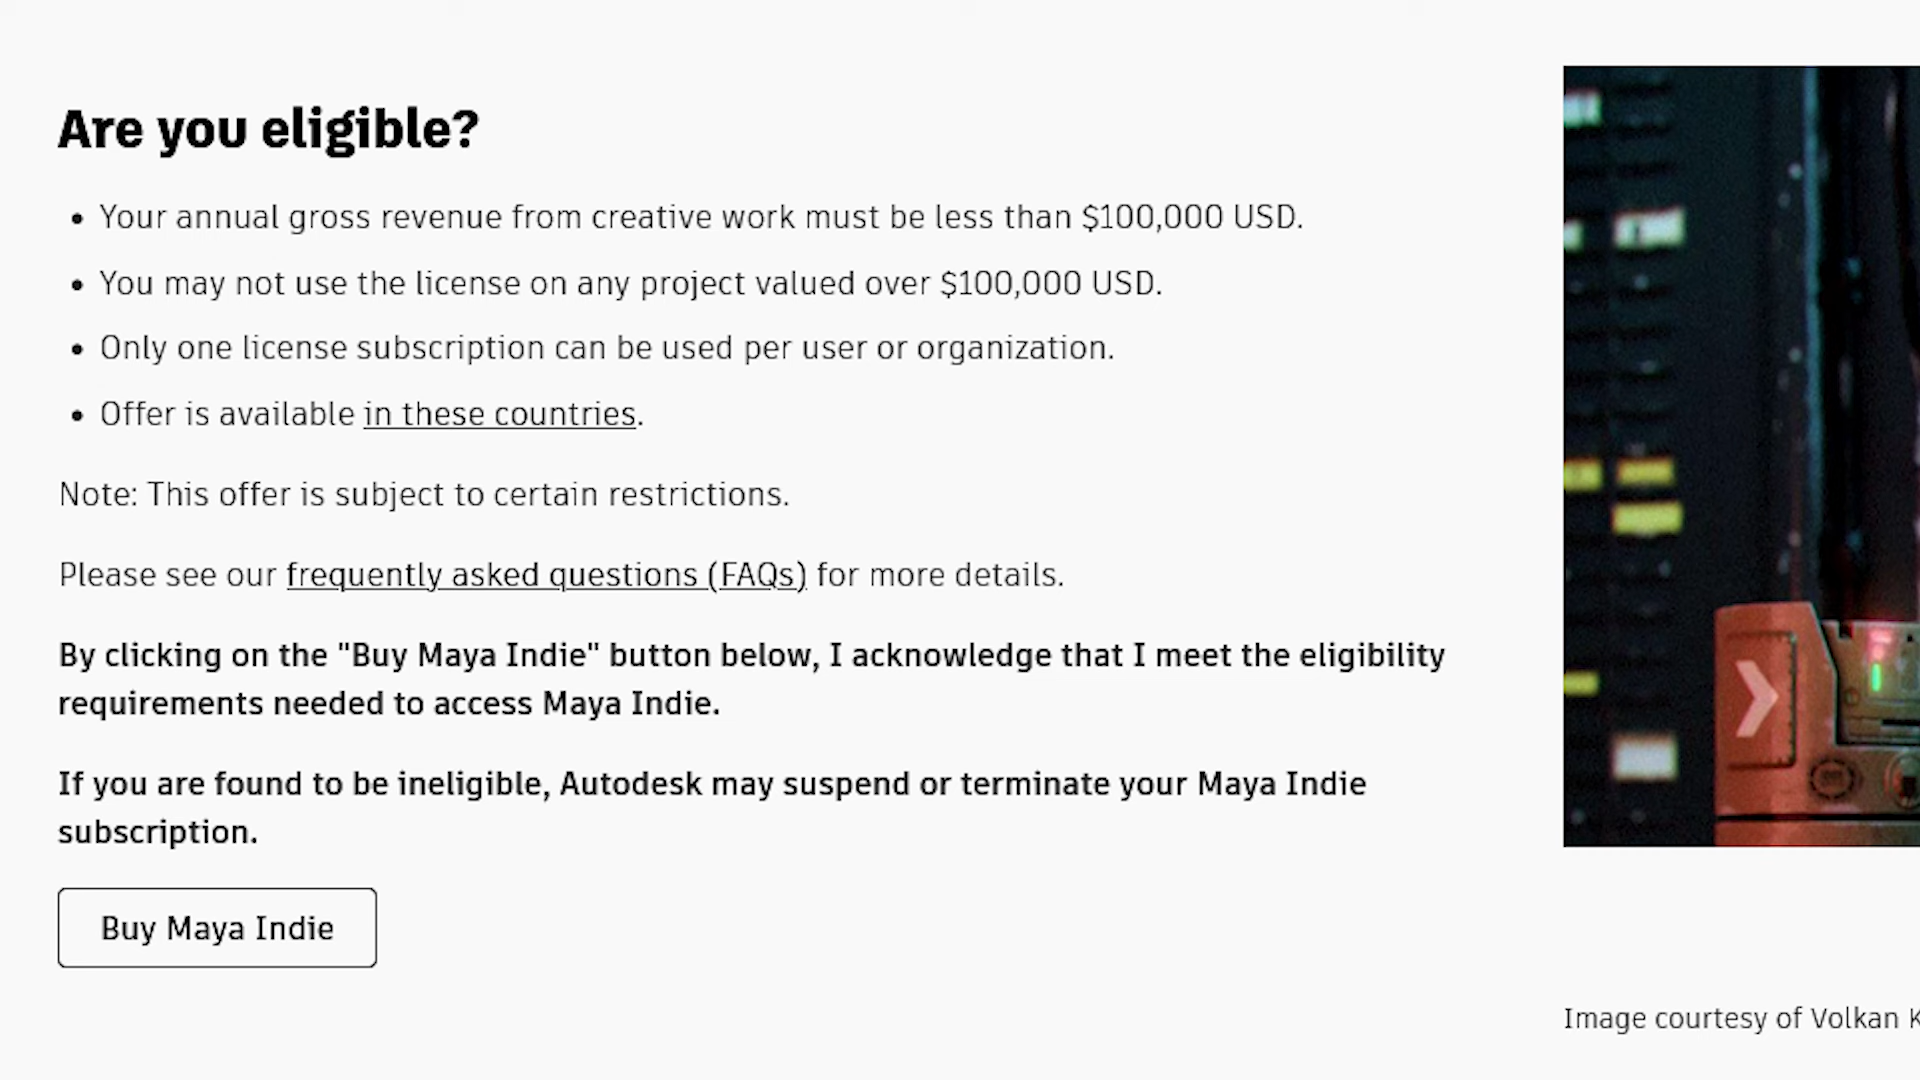 Are you eligible?
• Your annual gross revenue from creative work must be less than $100,000 USD.
• You may not use the license on any project valued over $100,000 USD.
• Only one license subscription can be used per user or organization.
• Offer is available in these countries.
Note: This offer is subject to certain restrictions.
Please see our frequently asked questions (FAQs) for more details.
By clicking on the "Buy Maya Indie" button below, I acknowledge that I meet the eligibility
requirements needed to access Maya Indie.
If you are found to be ineligible, Autodesk may suspend or terminate your Maya Indie
subscription.
Buy Maya Indie
Image courtesy of Volkan